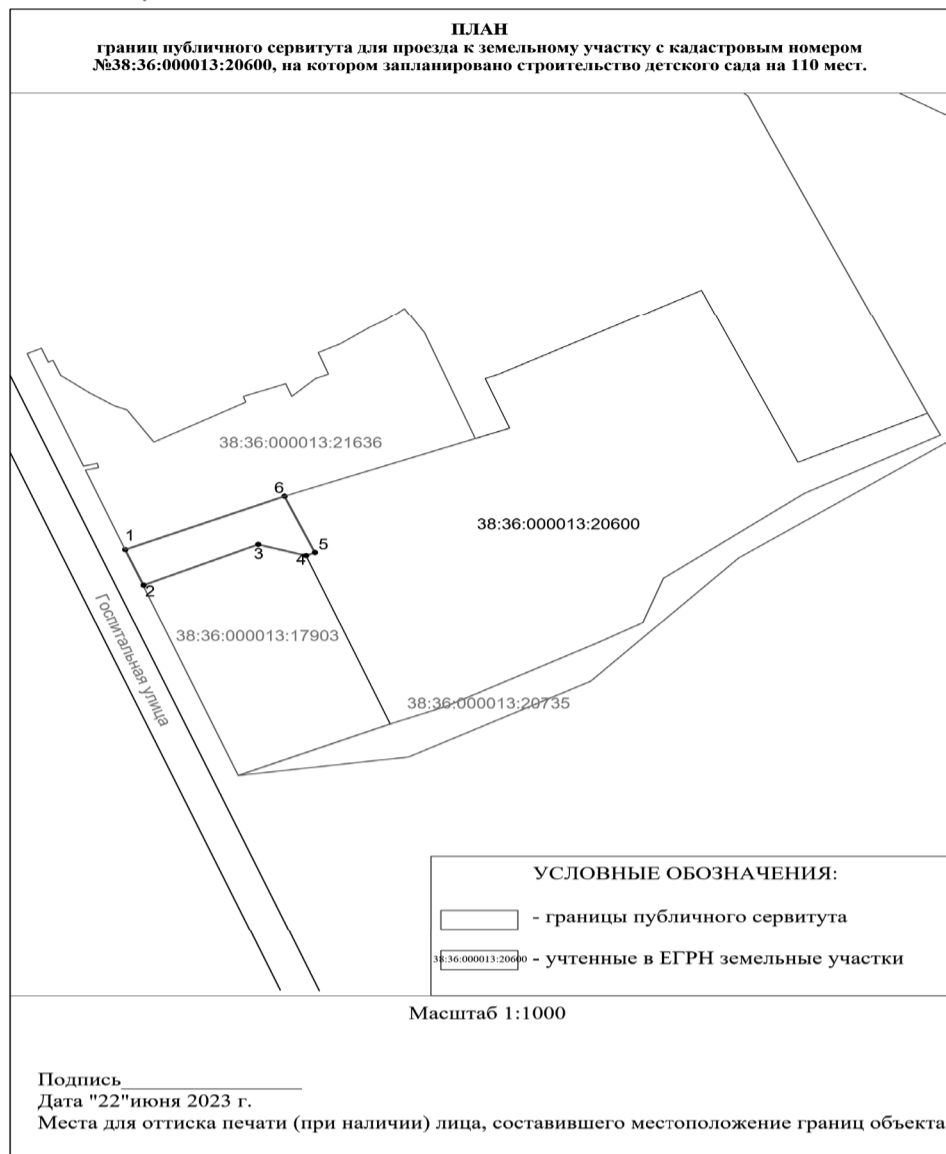 ПЛАН
границ публичного сервитута для проезда к земельному участку с кадастровым номером
№38:36:000013:20600, на котором запланировано строительство детского сада на 110 мест.
38:36:000013:21636
6
38:36:000013:20600
1
5
3
4
2
Госпитальная улица
38:36:000013:17903
38:36:000013:20735
УСЛОВНЫЕ ОБОЗНАЧЕНИЯ:
- границы публичного сервитута
38:36:000013:20600 - учтенные в ЕГРН земельные участки
Масштаб 1:1000
Подпись__________________
Дата "22"июня 2023 г.
Места для оттиска печати (при наличии) лица, составившего местоположение границ объекта